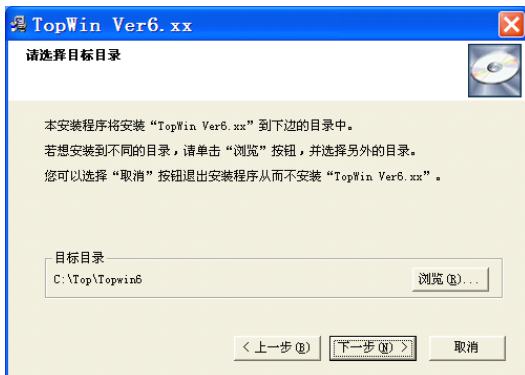 TopWin Ver6.xx
请选择目标目录
本安装程序将安装“TopWin Ver6.xx”到下边的目录中。
若想安装到不同的目录，请单击“浏览”按钮，并选择另外的目录。
您可以选择“取消”按钮退出安装程序从而不安装“TopWin Ver6.xx”。
目标目录
C:\Top\Topwin6
浏览(R)...
< 上一步(B)
下一步(N) >
取消